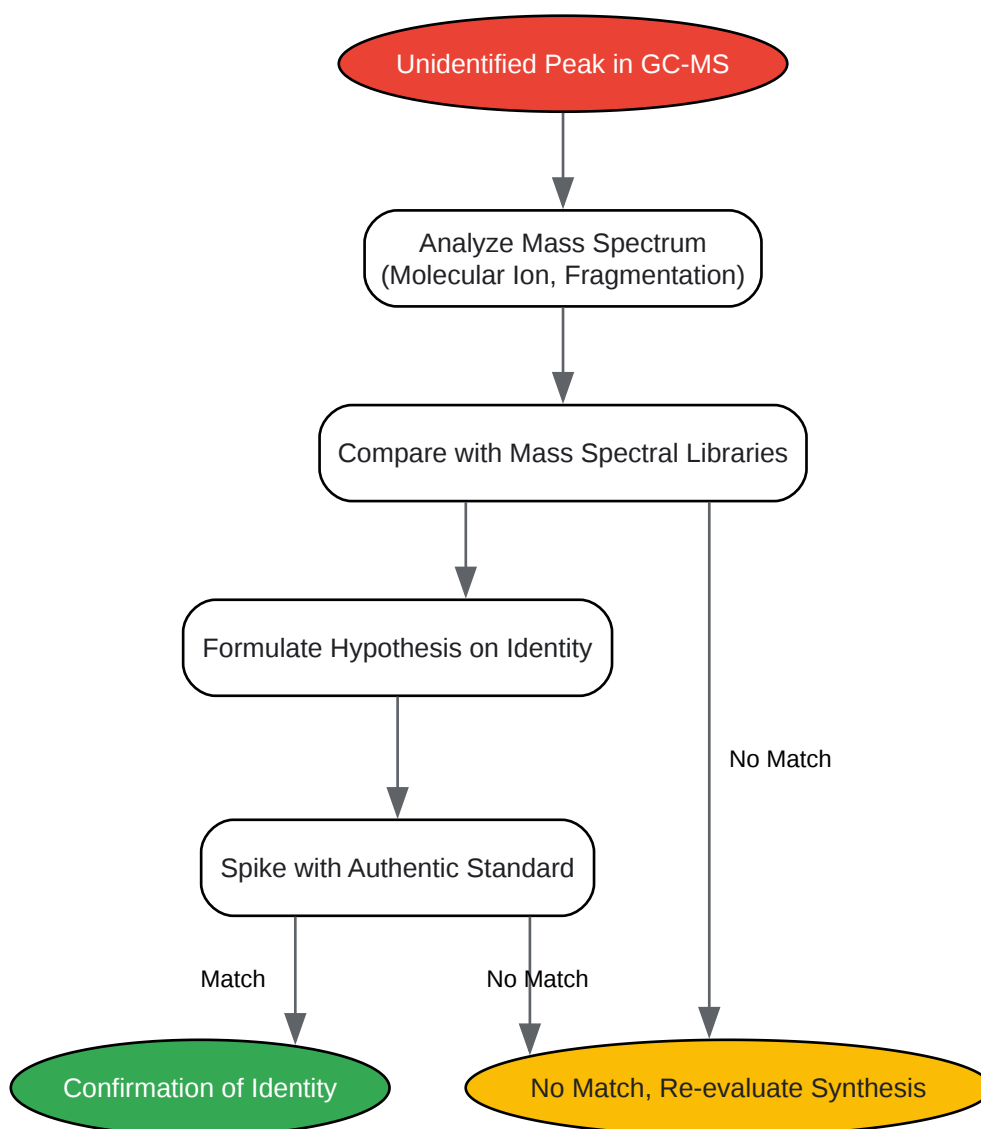 Unidentified Peak in GC-MS
Analyze Mass Spectrum
(Molecular Ion, Fragmentation)
Compare with Mass Spectral Libraries
Formulate Hypothesis on Identity
No Match
Spike with Authentic Standard
Match
No Match
Confirmation of Identity
No Match, Re-evaluate Synthesis